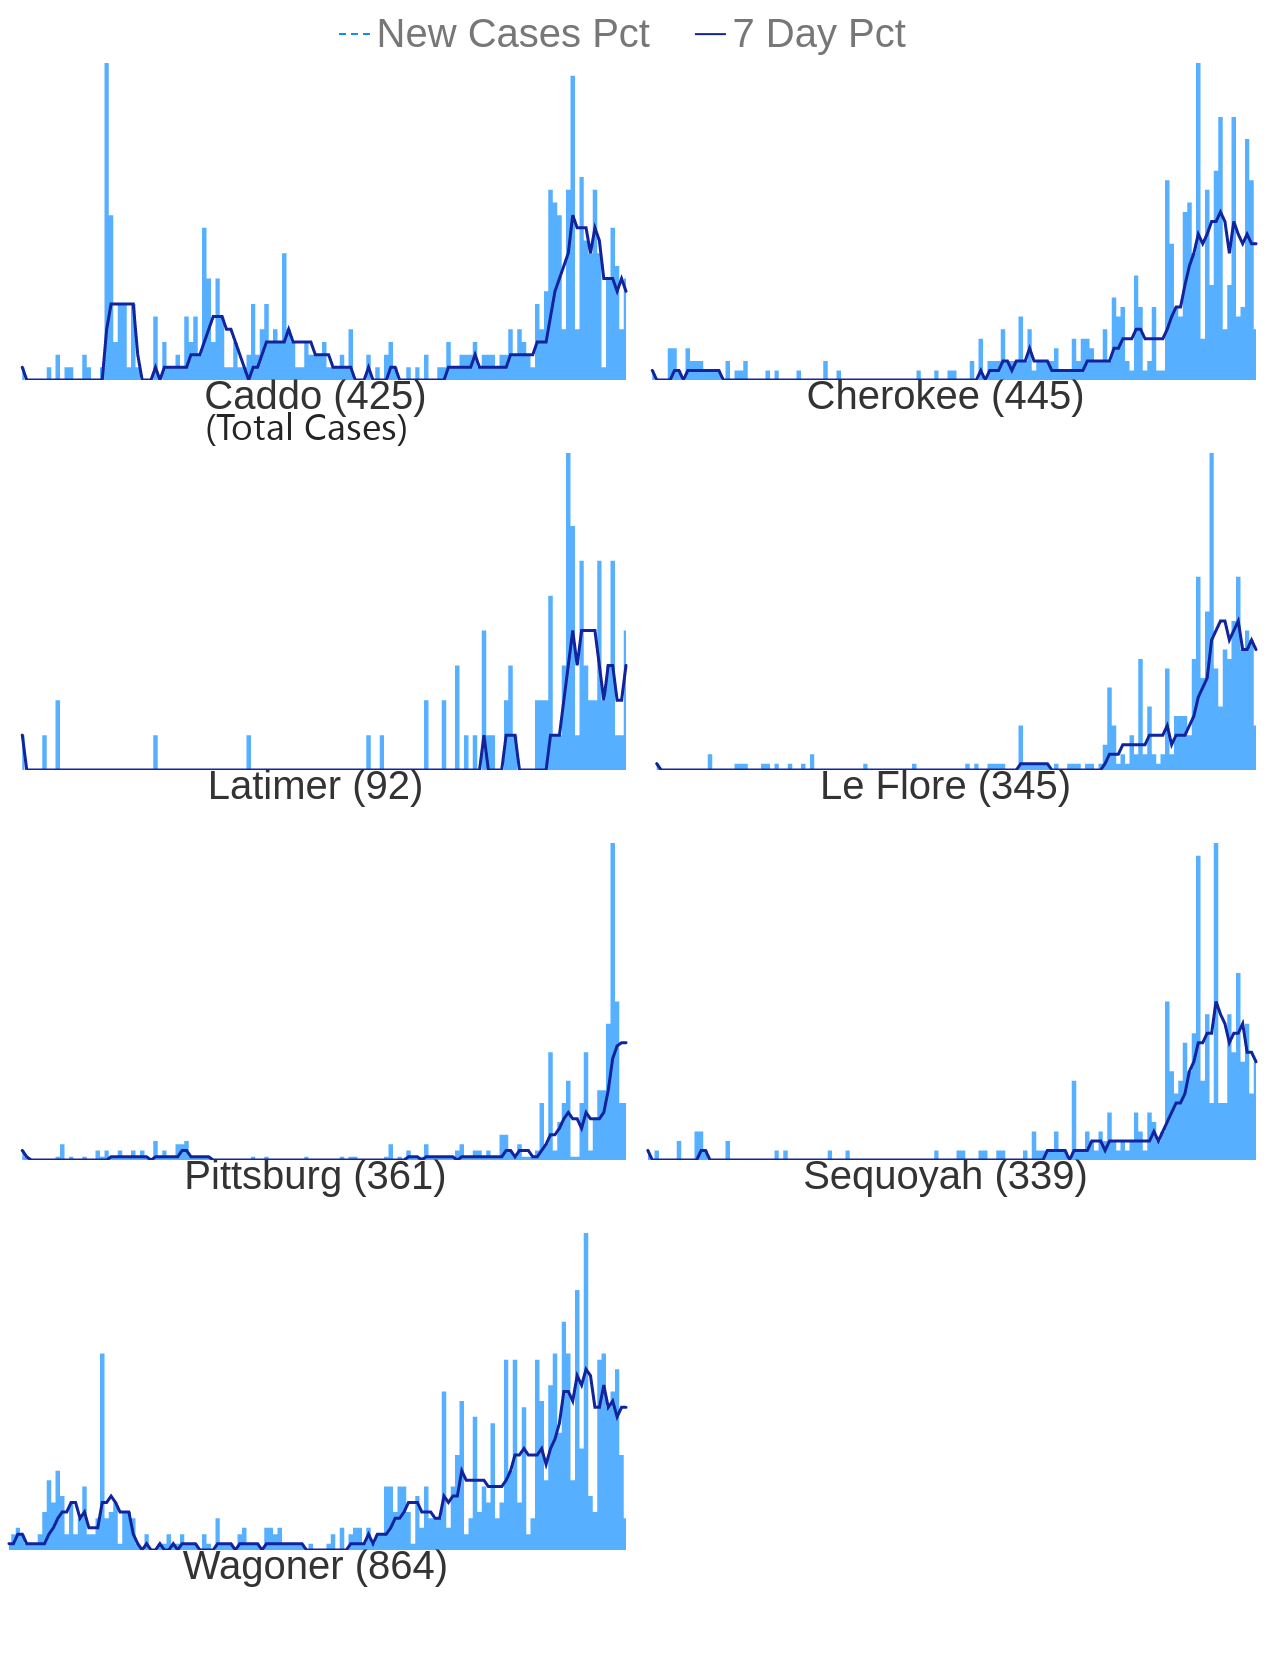 New Cases Pct 7 Day Pct
Caddo (425) Cherokee (445)
(Total Cases)
Latimer (92) Le Flore (345)
Pittsburg (361) Sequoyah (339)
Wagoner (864)